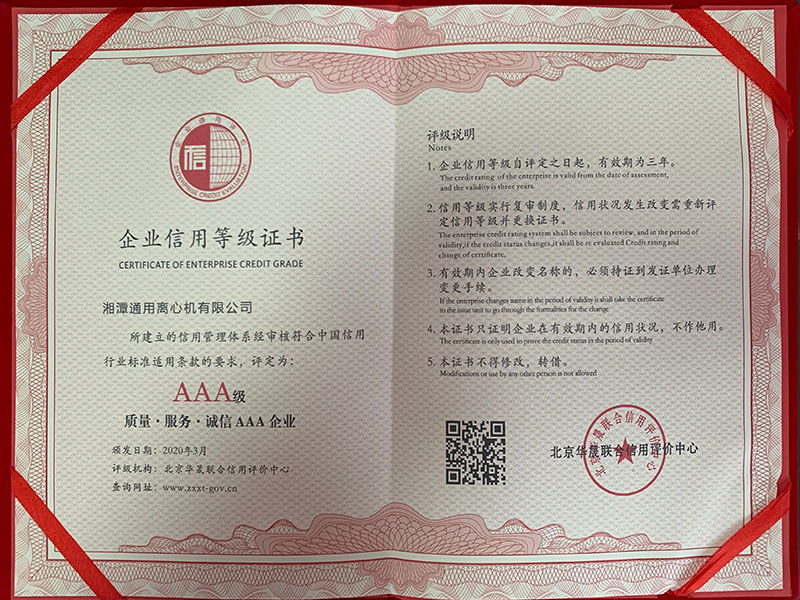 企业信用评价
信
ENTERPRISE CREDIT EVALUATION
企业信用等级证书
CERTIFICATE OF ENTERPRISE CREDIT GRADE
湘潭通用离心机有限公司
所建立的信用管理体系经审核符合中国信用
行业标准适用条款的要求，评定为：
AAA级
质量·服务·诚信AAA企业
颁发日期：2020年3月
评级机构：北京华晟联合信用评价中心
查询网址：www.zxxt-gov.cn
评级说明
Notes
1. 企业信用等级自评定之日起，有效期为三年。
The credit rating of the enterprise is valid from the date of assessment,
and the validity is three years.
2. 信用等级实行复审制度，信用状况发生改变需重新评
定信用等级并更换证书。
The enterprise credit rating system shall be subject to review, and in the period of
validity,if the credit status changes,it shall be re evaluated Credit rating and
change of certificate.
3. 有效期内企业改变名称的，必须持证到发证单位办理
变更手续。
If the enterprise changes name in the period of validity it shall take the certificate
to the issue unit to go through the formalities for the change
4. 本证书只证明企业在有效期内的信用状况，不作他用。
The certificate is only used to prove the credit status in the period of validity
5. 本证书不得修改，转借。
Modifications or use by any other person is not allowed
北京华晟联合信用评价中心
北京华晟联合信用评价中心